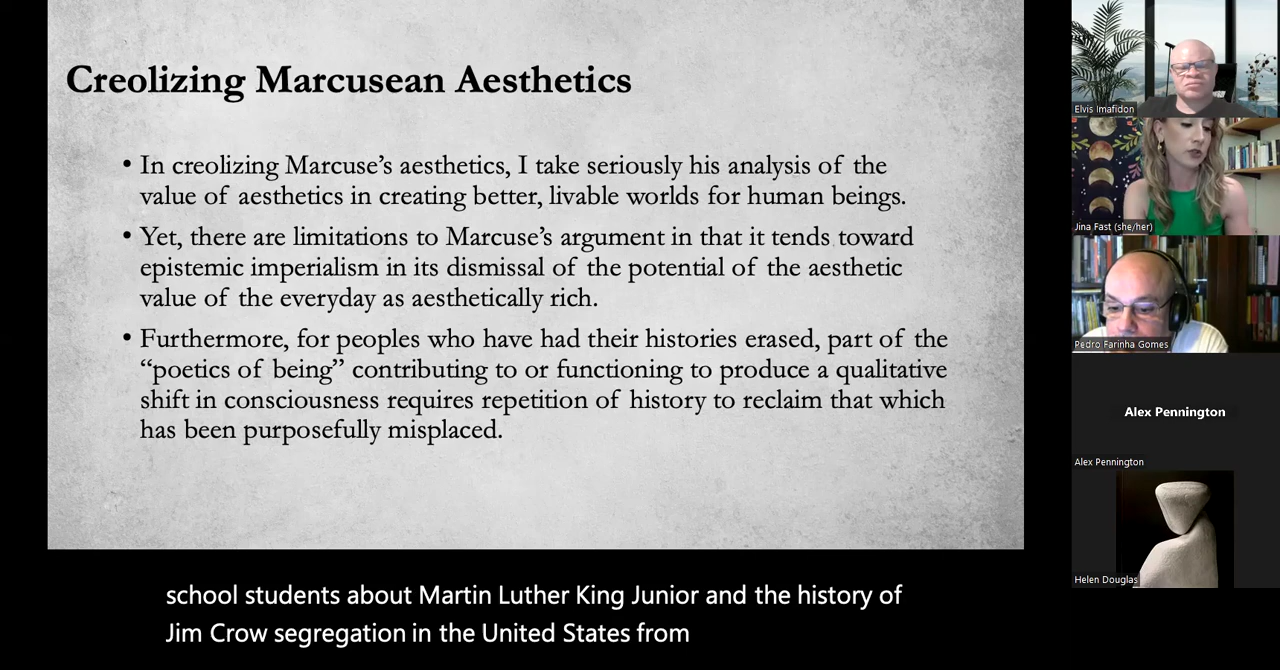 Creolizing Marcusean Aesthetics
• In creolizing Marcuse’s aesthetics, I take seriously his analysis of the
value of aesthetics in creating better, livable worlds for human beings.
• Yet, there are limitations to Marcuse’s argument in that it tends toward
epistemic imperialism in its dismissal of the potential of the aesthetic
value of the everyday as aesthetically rich.
• Furthermore, for peoples who have had their histories erased, part of the
“poetics of being” contributing to or functioning to produce a qualitative
shift in consciousness requires repetition of history to reclaim that which
has been purposefully misplaced.
school students about Martin Luther King Junior and the history of
Jim Crow segregation in the United States from
Elvis Imafidon
Jina Fast (she/her)
Pedro Farinha Gomes
Alex Pennington
Alex Pennington
Helen Douglas